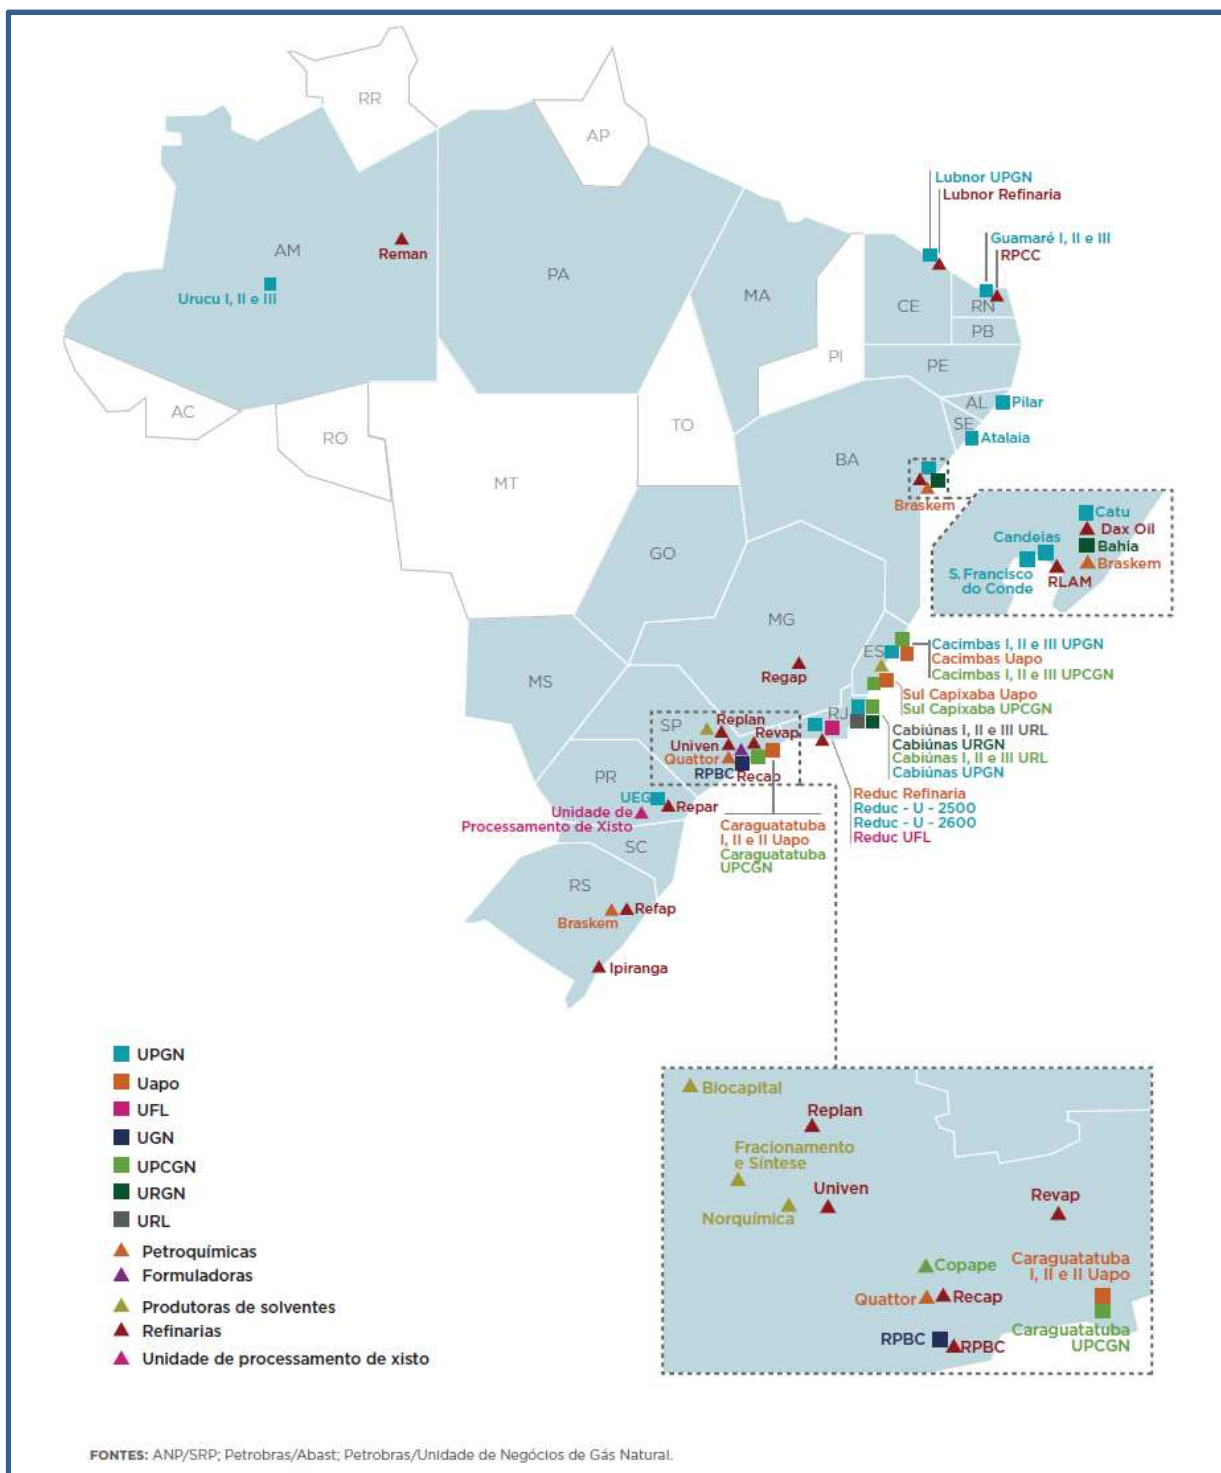 RR
AP
Lubnor UPGN
Lubnor Refinaria
Guamaré I, II e III
RPCC
AM
Reman
Urucu I, II e III
PA
MA
CE
RN
PB
PI
PE
AC
RO
TO
AL
Pilar
SE
Atalaia
MT
BA
Braskem
Catu
Dax Oil
Bahia
Braskem
Candeias
S. Francisco
do Conde
RLAM
GO
MG
ES
Cacimbas I, II e III UPGN
Cacimbas Uapo
Cacimbas I, II e III UPCGN
Regap
MS
Sul Capixaba Uapo
Sul Capixaba UPCGN
SP
Replan
Revap
Univen
Quattor
RPBC
Recap
RJ
Cabiúnas I, II e III URL
Cabiúnas URGN
Cabiúnas I, II e III URL
Cabiúnas UPGN
PR
UEG
Repar
Unidade de
Processamento de Xisto
Reduc Refinaria
Reduc - U - 2500
Reduc - U - 2600
Reduc UFL
Caraguatatuba
I, II e II Uapo
Caraguatatuba
UPCGN
SC
RS
Braskem
Refap
Ipiranga
UPGN
Uapo
UFL
UGN
UPCGN
URGN
URL
Petroquímicas
Formuladoras
Produtoras de solventes
Refinarias
Unidade de processamento de xisto
Biocapital
Replan
Fracionamento
e Síntese
Univen
Norquímica
Revap
Copape
Caraguatatuba
I, II e II Uapo
Quattor
Recap
Caraguatatuba
UPCGN
RPBC
RPBC
FONTES: ANP/SRP; Petrobras/Abast; Petrobras/Unidade de Negócios de Gás Natural.